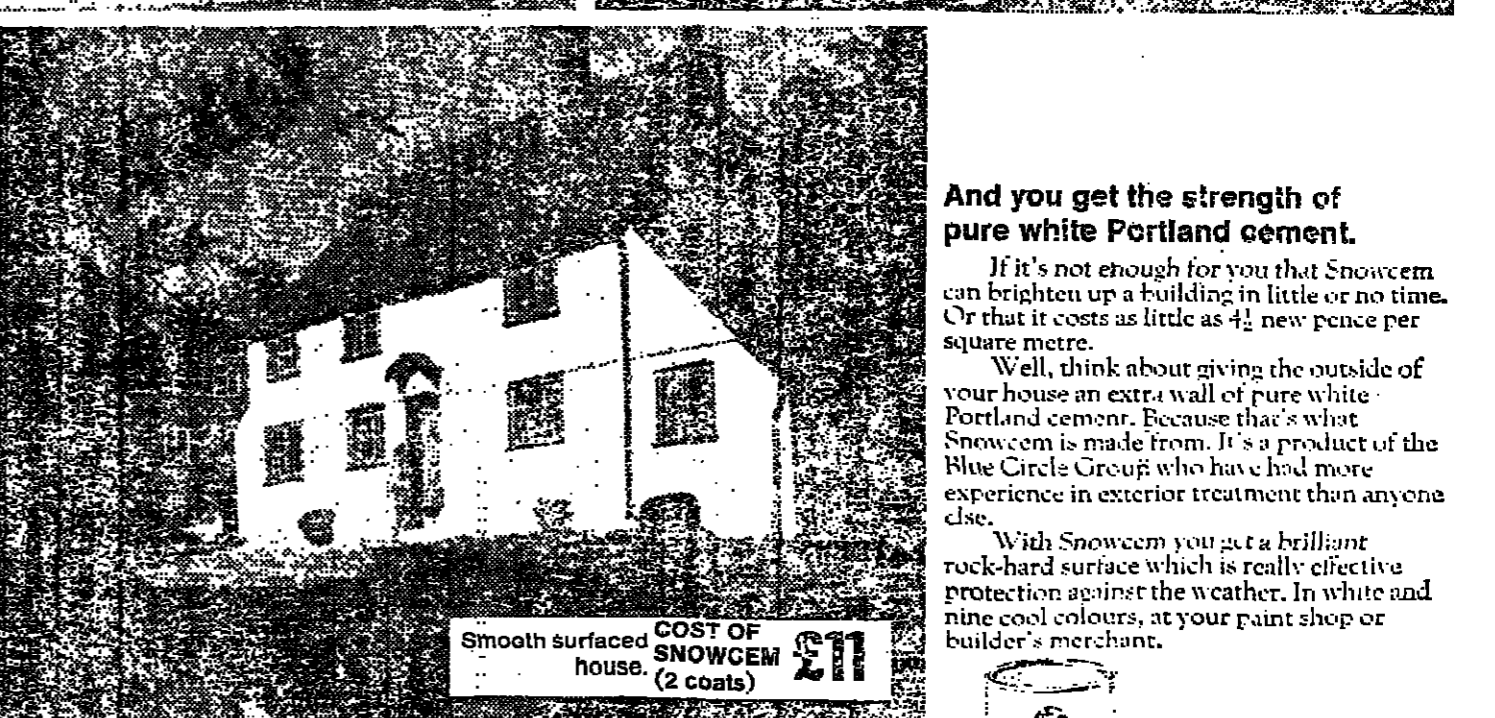 Smooth surfaced
house.
COST OF
SNOWCEM
(2 coats)
£11
And you get the strength of
pure white Portland cement.
If it's not enough for you that Snowcem
can brighten up a building in little or no time.
Or that it costs as little as 4½ new pence per
square metre.
Well, think about giving the outside of
your house an extra wall of pure white
Portland cement. Because that's what
Snowcem is made from. It's a product of the
Blue Circle Group who have had more
experience in exterior treatment than anyone
else.
With Snowcem you get a brilliant
rock-hard surface which is really effective
protection against the weather. In white and
nine cool colours, at your paint shop or
builder's merchant.